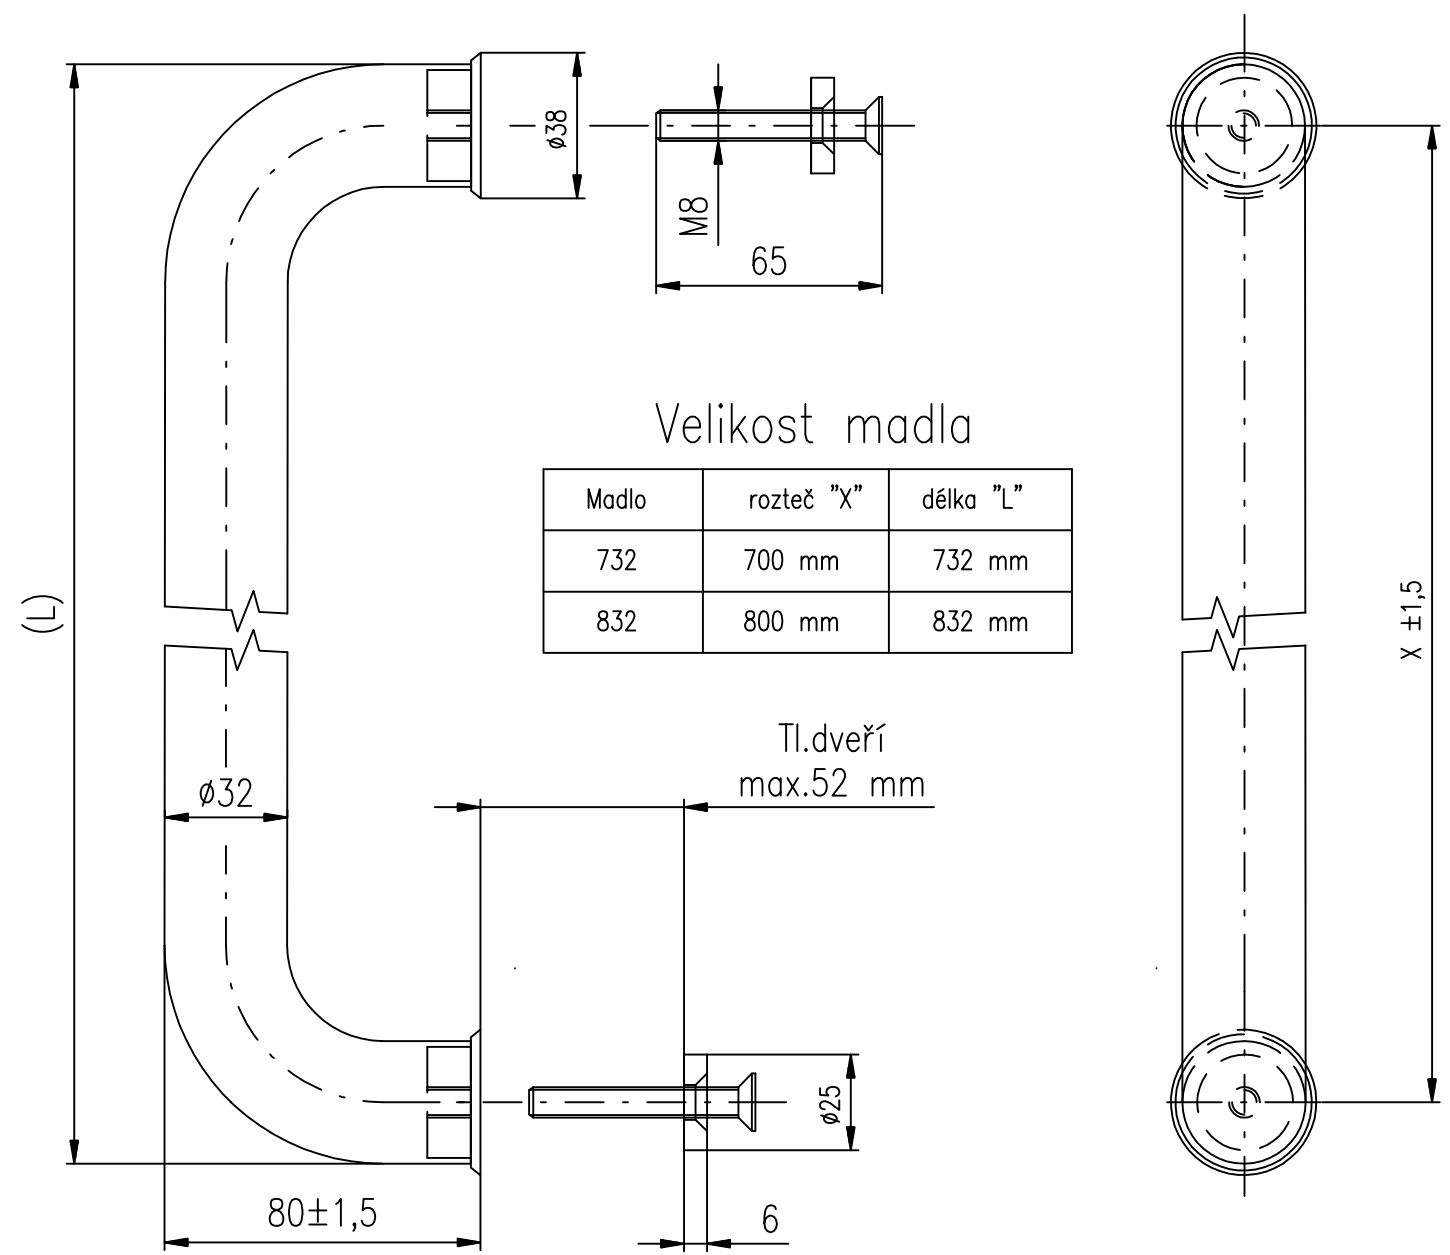 ø38
M8
65
Velikost madla
Madlo rozteč "X" délka "L"
732 700 mm 732 mm
832 800 mm 832 mm
(L)
X ±1,5
Tl.dveří
max.52 mm
ø32
ø25
80±1,5
6